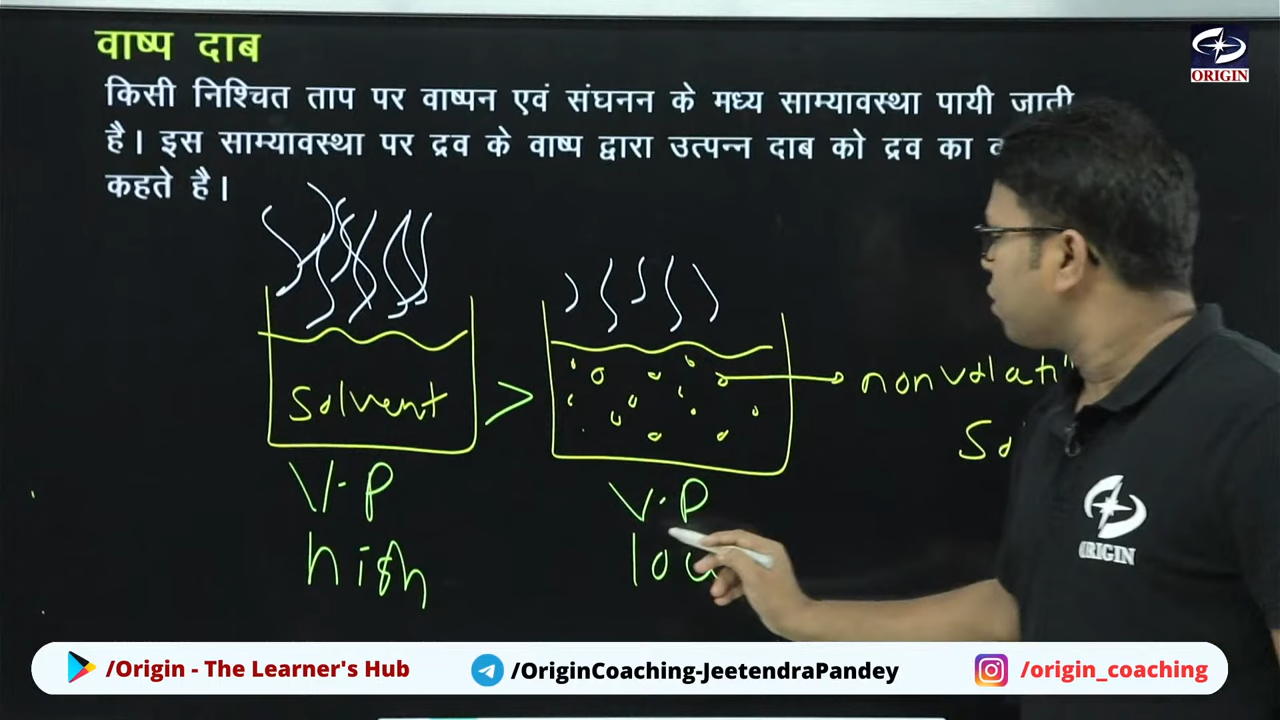 वाष्प दाब
किसी निश्चित ताप पर वाष्पन एवं संघनन के मध्य साम्यावस्था पायी जाती
है। इस साम्यावस्था पर द्रव के वाष्प द्वारा उत्पन्न दाब को द्रव का
कहते है।
ORIGIN
Solvent
>
nonvolati
V.P
V.P
high
low
ORIGIN
/Origin - The Learner's Hub
/OriginCoaching-JeetendraPandey
/origin_coaching